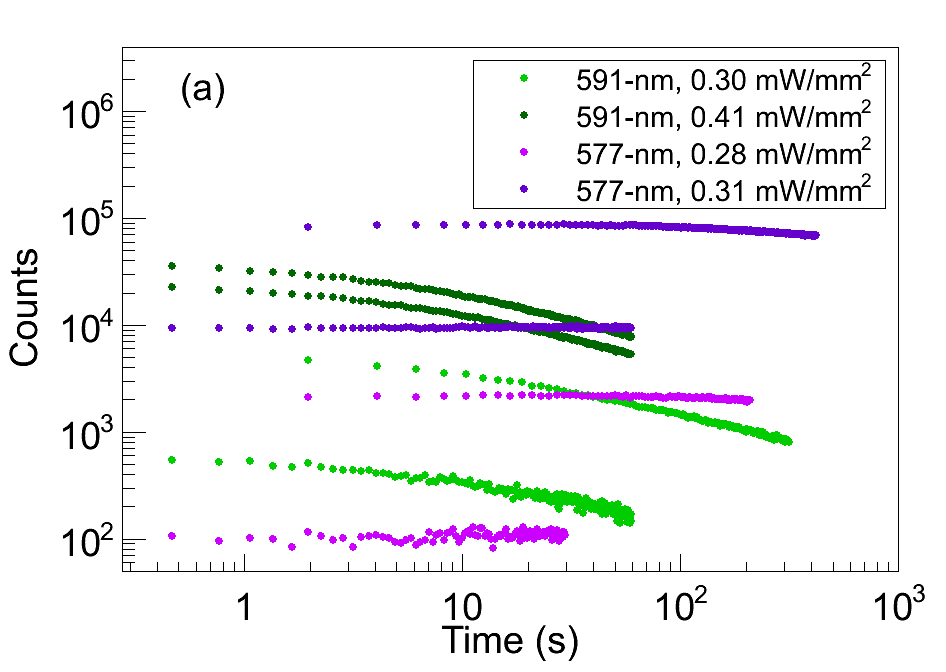 (a)
591-nm, 0.30 mW/mm²
591-nm, 0.41 mW/mm²
577-nm, 0.28 mW/mm²
577-nm, 0.31 mW/mm²
Counts
10⁶
10⁵
10⁴
10³
10²
1 10 10² 10³
Time (s)